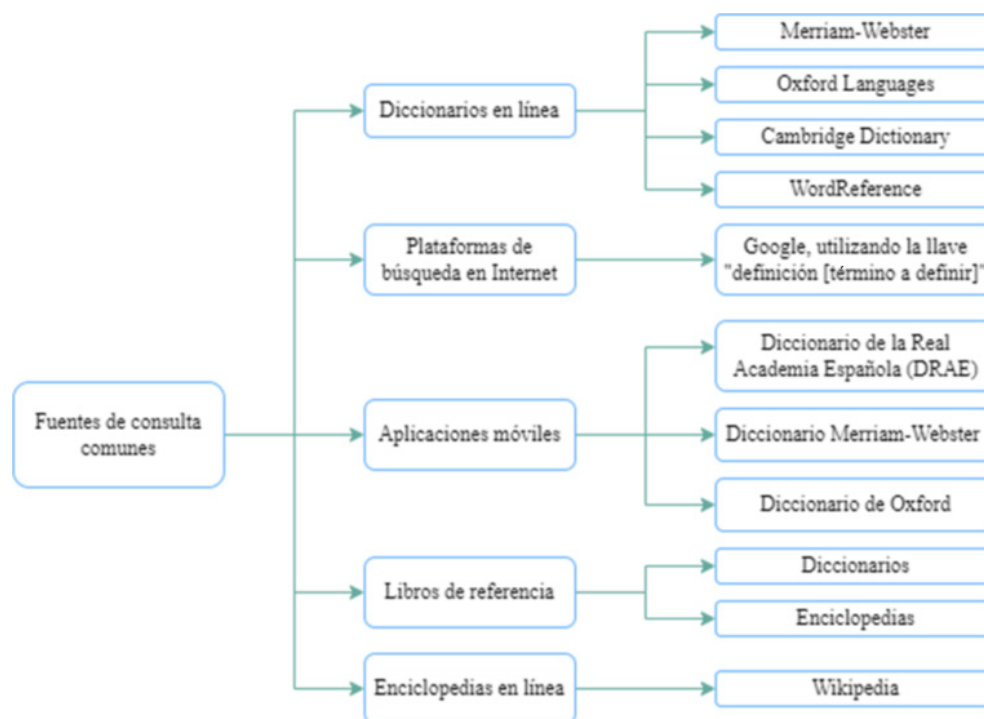 Fuentes de consulta
comunes
Diccionarios en línea
Merriam-Webster
Oxford Languages
Cambridge Dictionary
WordReference
Plataformas de
búsqueda en Internet
Google, utilizando la llave
"definición [término a definir]"
Aplicaciones móviles
Diccionario de la Real
Academia Española (DRAE)
Diccionario Merriam-Webster
Diccionario de Oxford
Libros de referencia
Diccionarios
Enciclopedias
Enciclopedias en línea
Wikipedia